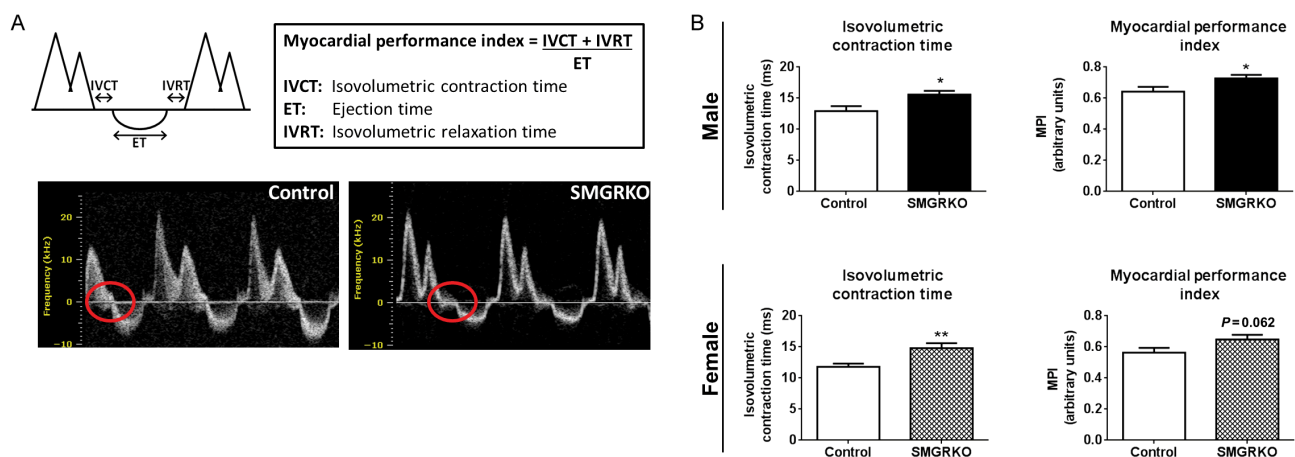 A
IVCT
IVRT
ET
Myocardial performance index = IVCT + IVRT
ET
IVCT: Isovolumetric contraction time
ET: Ejection time
IVRT: Isovolumetric relaxation time
Control
Frequency (kHz)
20
10
0
−10
SMGRKO
Frequency (kHz)
20
10
0
−10
B
Male
Isovolumetric
contraction time
Isovolumetric
contraction time (ms)
20
15
10
5
0
*
Control
SMGRKO
Myocardial performance
index
MPI
(arbitrary units)
0.8
0.6
0.4
0.2
0.0
*
Control
SMGRKO
Female
Isovolumetric
contraction time
Isovolumetric
contraction time (ms)
20
15
10
5
0
**
Control
SMGRKO
Myocardial performance
index
MPI
(arbitrary units)
0.8
0.6
0.4
0.2
0.0
P=0.062
Control
SMGRKO